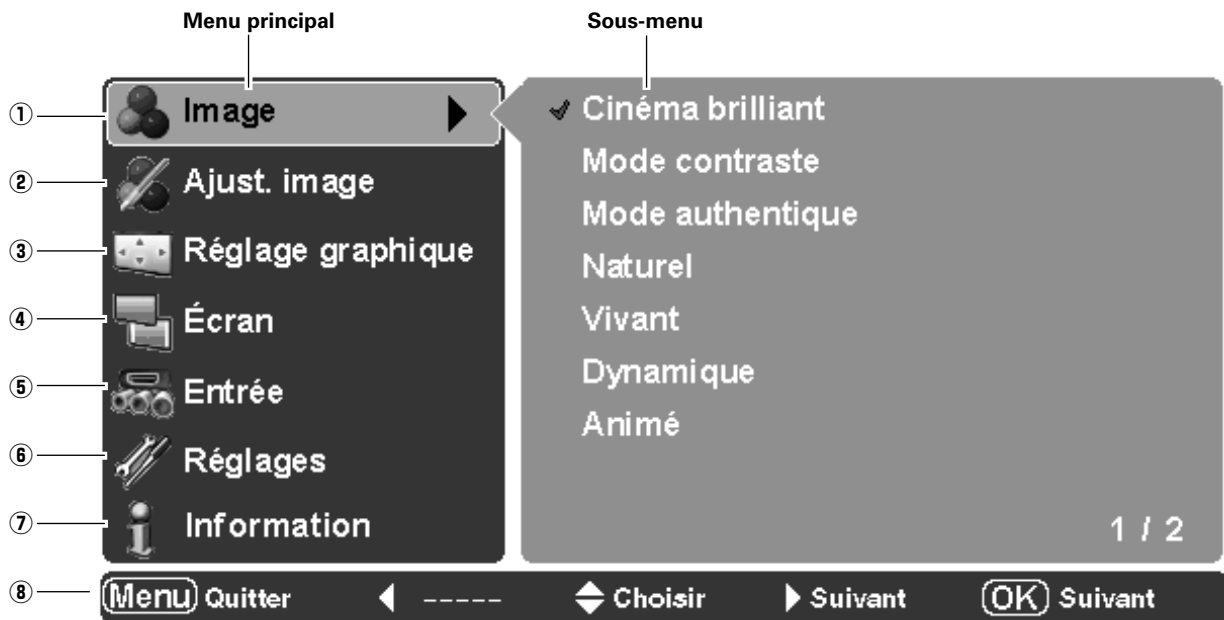 Menu principal
Sous-menu
① Image
② Ajust. image
③ Réglage graphique
④ Écran
⑤ Entrée
⑥ Réglages
⑦ Information
Cinéma brilliant
Mode contraste
Mode authentique
Naturel
Vivant
Dynamique
Animé
1 / 2
⑧ Menu Quitter ◀ ----- Choisir ▶ Suivant OK Suivant